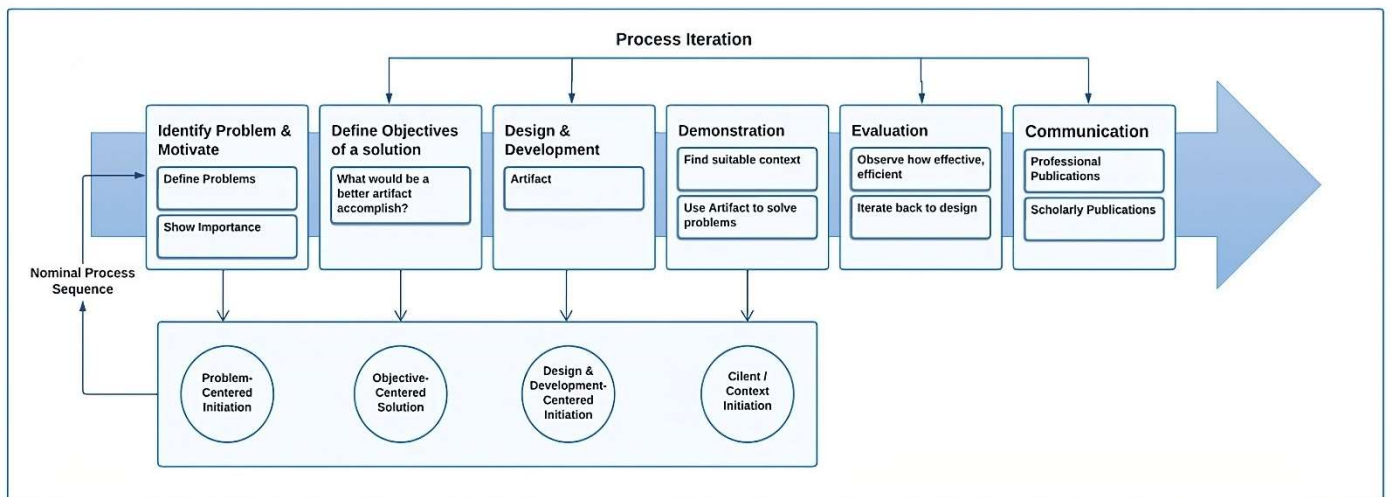 Process Iteration
Identify Problem &
Motivate
Define Problems
Show Importance
Define Objectives
of a solution
What would be a
better artifact
accomplish?
Design &
Development
Artifact
Demonstration
Find suitable context
Use Artifact to solve
problems
Evaluation
Observe how effective,
efficient
Iterate back to design
Communication
Professional
Publications
Scholarly Publications
Nominal Process
Sequence
Problem-
Centered
Initiation
Objective-
Centered
Solution
Design &
Development-
Centered
Initiation
Cilent /
Context
Initiation